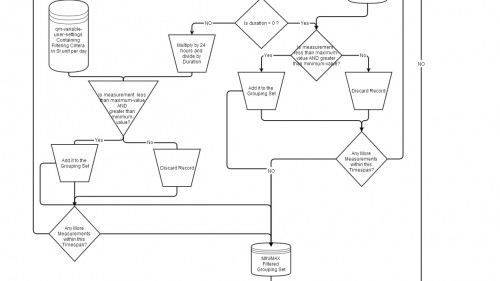 qm-variable-
user-settings
Containing
Filtering Criteria
in SI unit per day
NO
Is duration = 0 ?
Yes
Multiply by 24
hours and
divide by
Duration
Yes
Is measurement less
than maximum-value
AND greater
than minimum-value?
No
NO
Is measurement less
than maximum-value
AND
greater than
minimum-
value?
Add it to the
Grouping Set
Discard Record
Yes
No
Add it to the
Grouping Set
Discard Record
Any More
Measurements
within this
Timespan?
NO
Any More
Measurements
within this
Timespan?
MINIMAX
Filtered
Grouping Set